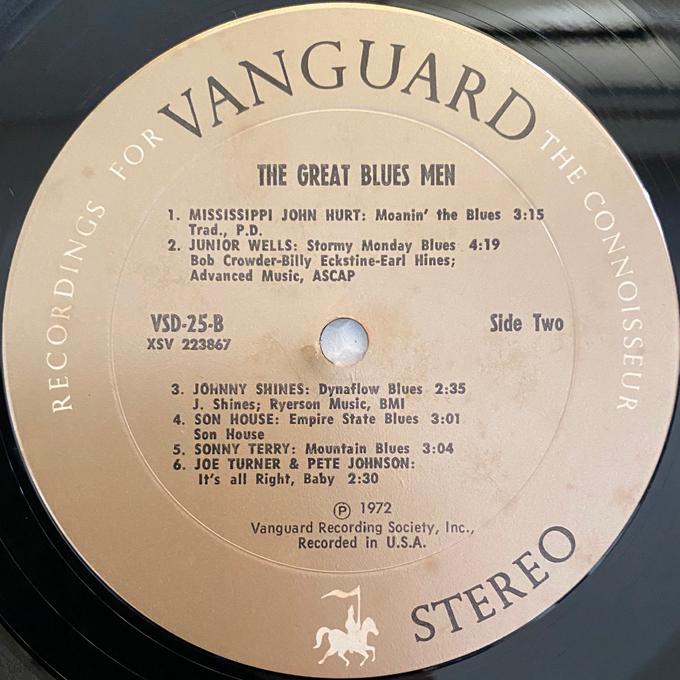 VANGUARD
RECORDINGS FOR THE CONNOISSEUR
THE GREAT BLUES MEN
1. MISSISSIPPI JOHN HURT: Moanin' the Blues 3:15
Trad., P.D.
2. JUNIOR WELLS: Stormy Monday Blues 4:19
Bob Crowder-Billy Eckstine-Earl Hines;
Advanced Music, ASCAP
VSD-25-B Side Two
XSV 223867
3. JOHNNY SHINES: Dynaflow Blues 2:35
J. Shines; Ryerson Music, BMI
4. SON HOUSE: Empire State Blues 3:01
Son House
5. SONNY TERRY: Mountain Blues 3:04
6. JOE TURNER & PETE JOHNSON:
It's all Right, Baby 2:30
Ⓟ 1972
Vanguard Recording Society, Inc.,
Recorded in U.S.A.
STEREO